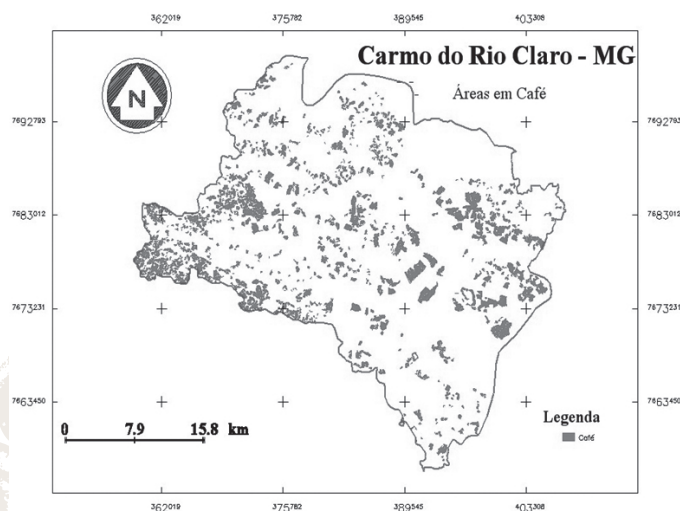 362019 375782 389545 403308
Carmo do Rio Claro - MG
Áreas em Café
N
7692793 7692793
7683012 7683012
7673231 7673231
7663450 7663450
0 7.9 15.8 km
Legenda
Café
362019 375782 389545 403308